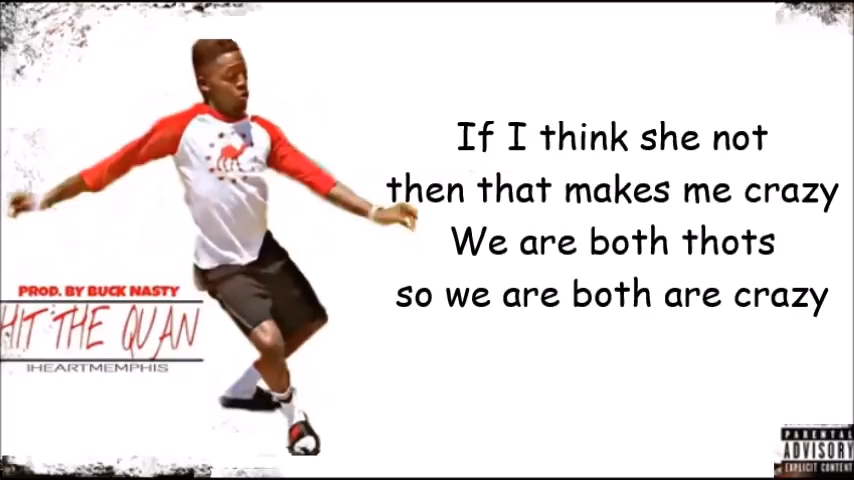 If I think she not
then that makes me crazy
We are both thots
so we are both are crazy
PROD. BY BUCK NASTY
HIT THE QUAN
IHEARTMEMPHIS
PARENTAL
ADVISORY
EXPLICIT CONTENT